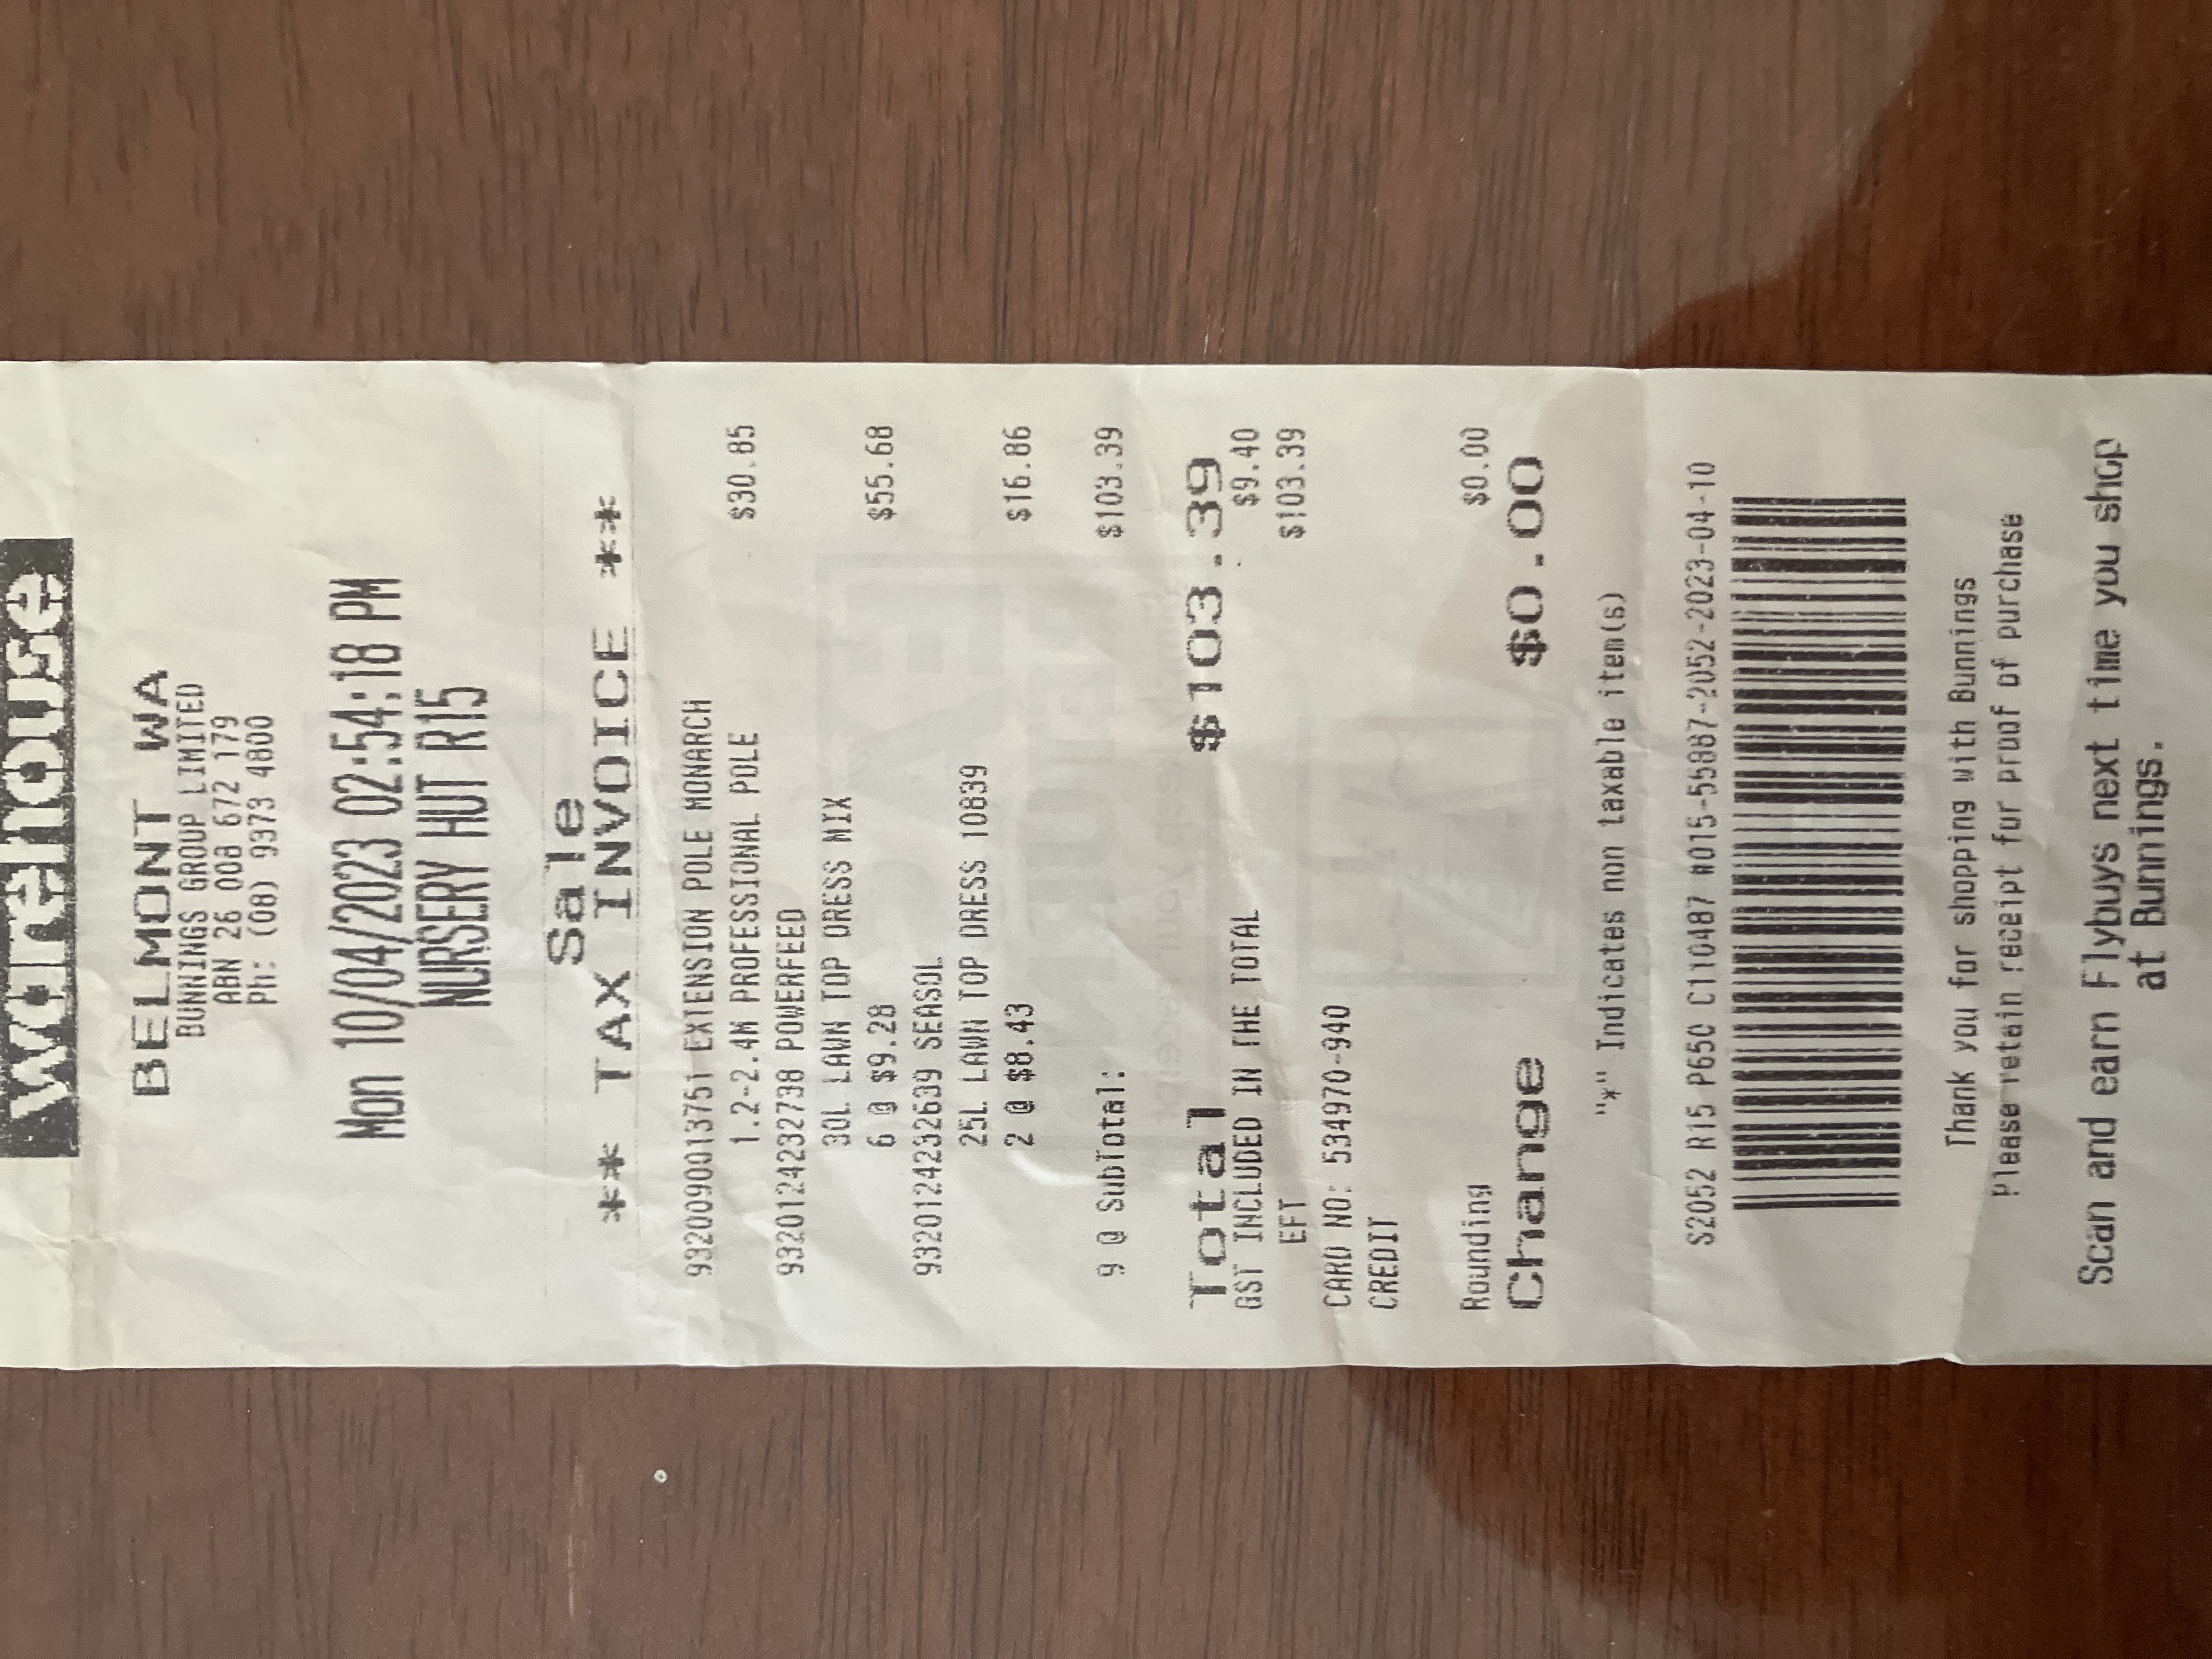 warehouse
BELMONT WA
BUNNINGS GROUP LIMITED
ABN 26 008 672 179
Ph: (08) 9373 4800
Mon 10/04/2023 02:54:18 PM
NURSERY HUT R15
Sale
** TAX INVOICE **
9320090013751 EXTENSION POLE MONARCH
1.2-2.4M PROFESSIONAL POLE $30.85
9320124232738 POWERFEED
30L LAWN TOP DRESS MIX
6 @ $9.28 $55.68
9320124232639 SEASOL
25L LAWN TOP DRESS 10839
2 @ $8.43 $16.86
9 @ SubTotal: $103.39
Total $103.39
GST INCLUDED IN THE TOTAL $9.40
EFT $103.39
CARD NO: 534970-940
CREDIT
Rounding $0.00
Change $0.00
"*" Indicates non taxable item(s)
S2052 R15 P650 C110487 #015-55887-2052-2023-04-10
Thank you for shopping with Bunnings
Please retain receipt for proof of purchase
Scan and earn Flybuys next time you shop
at Bunnings.